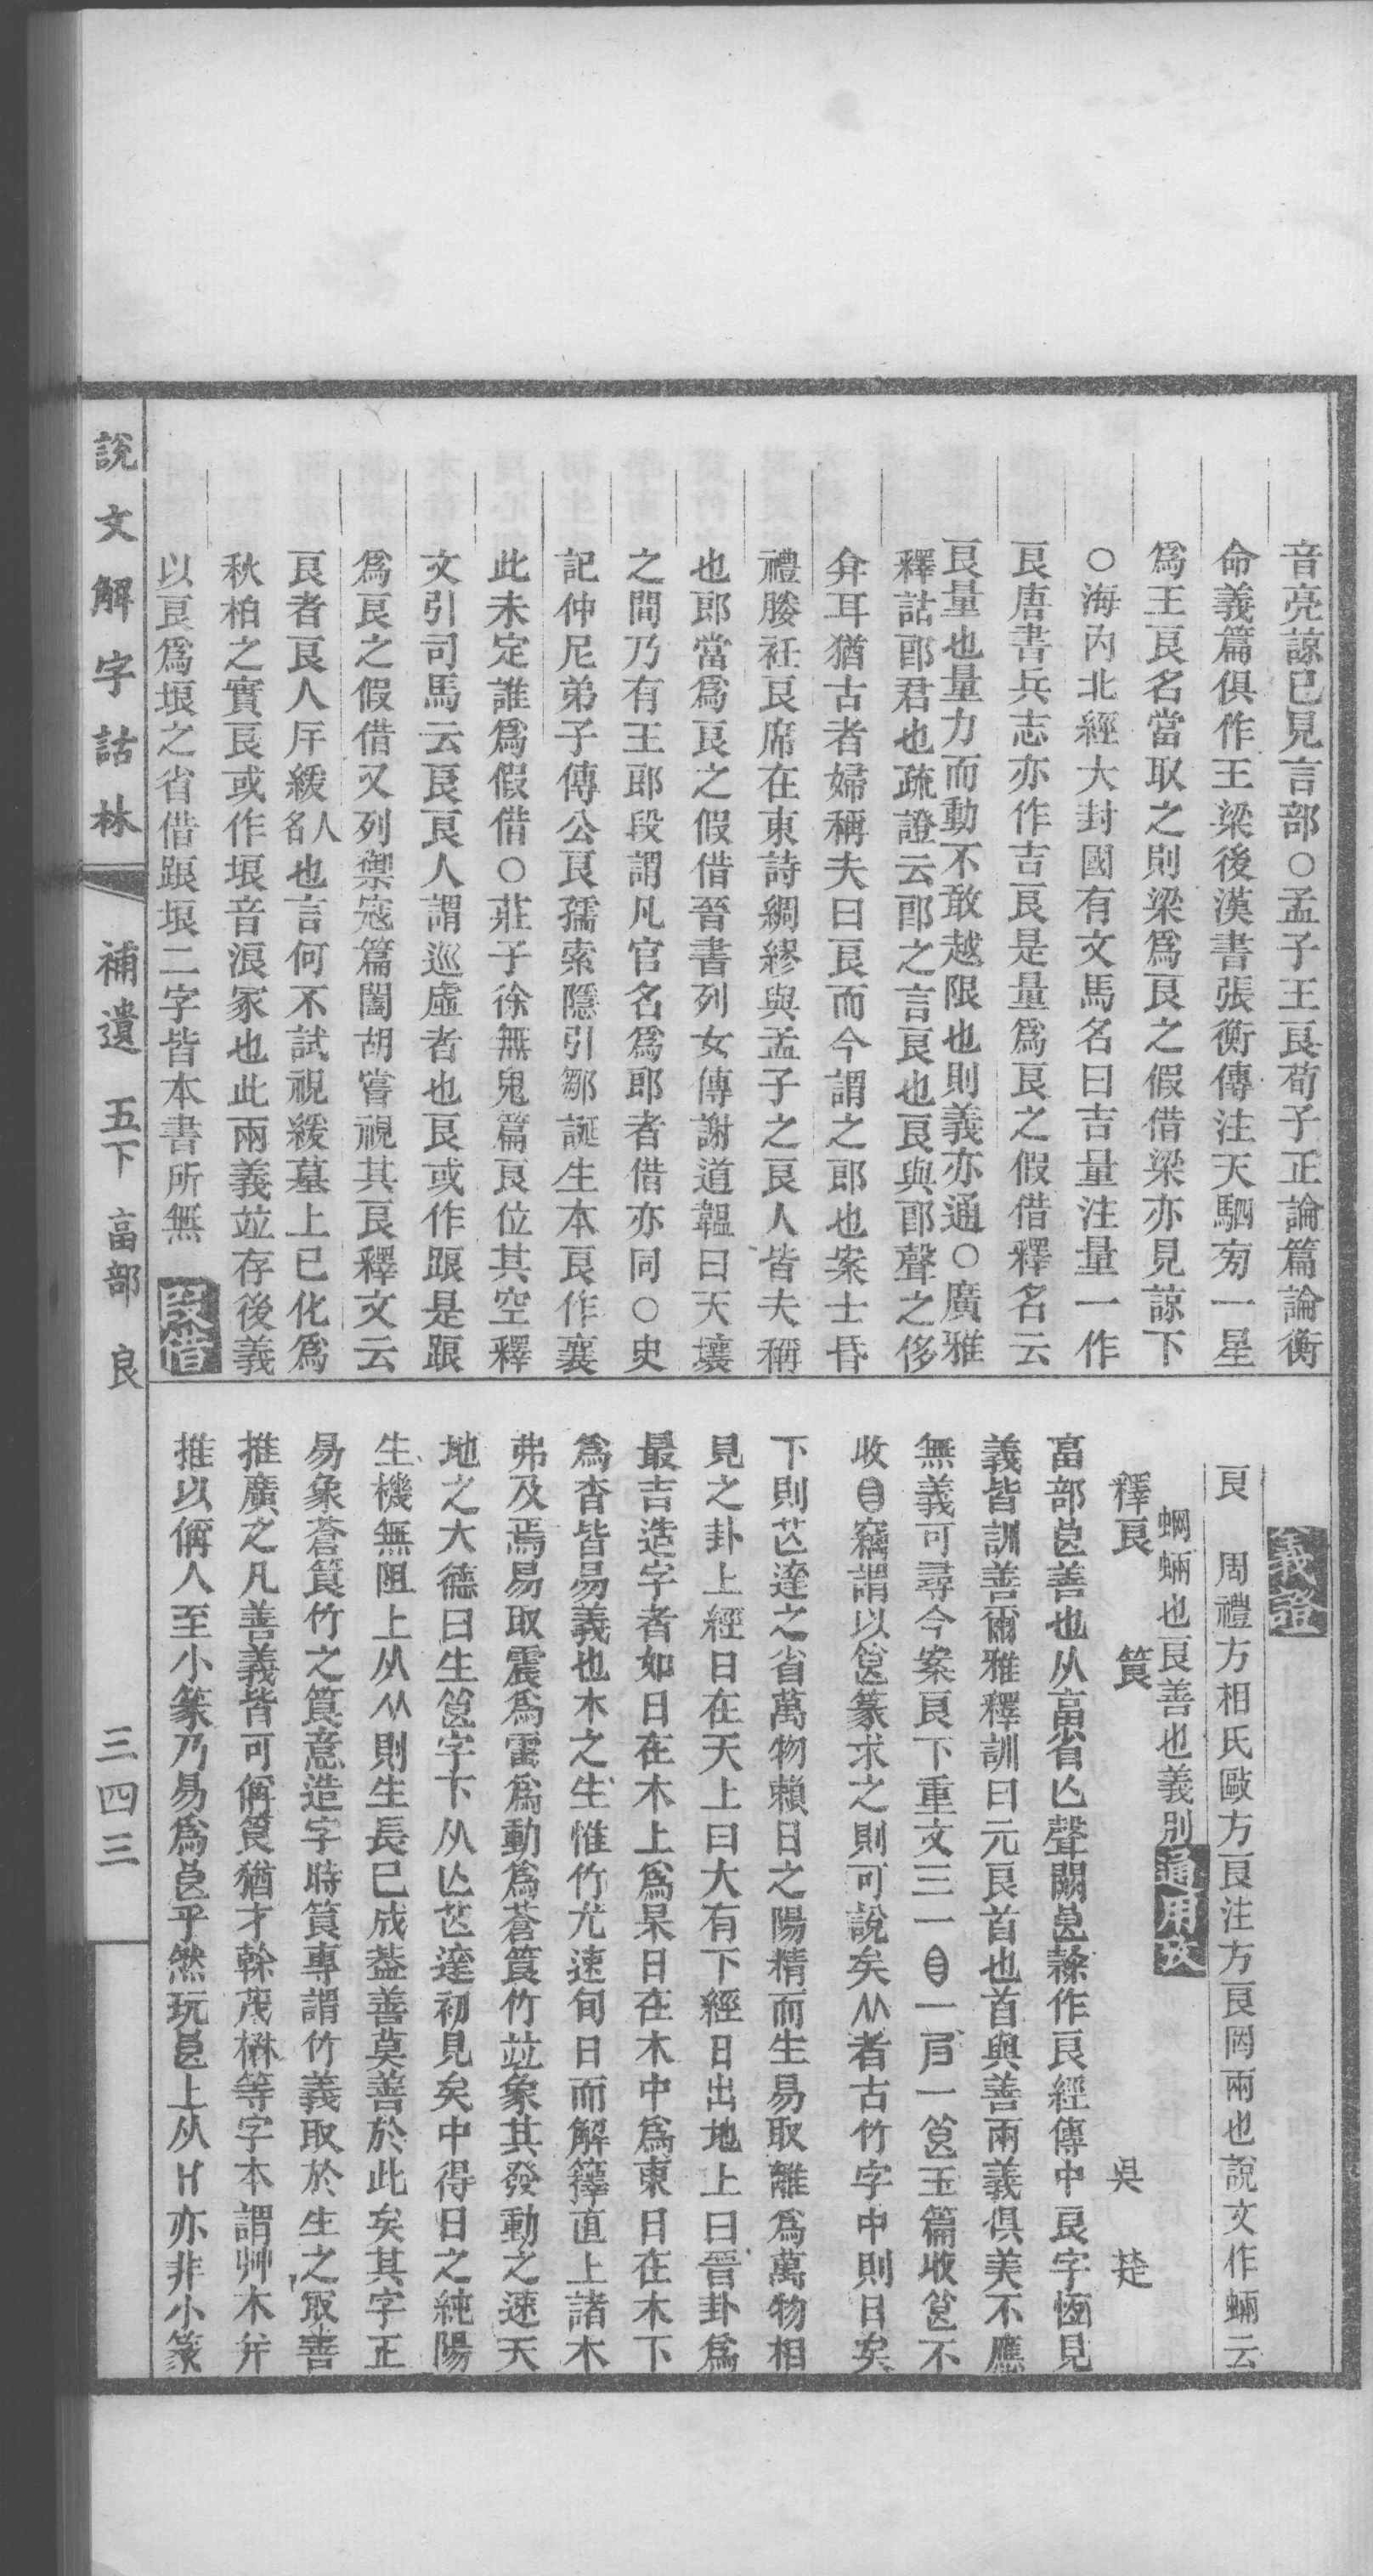 音亮諒已見言部○孟子王良荀子正論篇論衡
命義篇俱作王梁後漢書張衡傳注天駟旁一星
爲王良名當取之則梁爲良之假借梁亦見諒下
○海內北經大封國有文馬名曰吉量注量一作
良唐書兵志亦作吉良是量爲良之假借釋名云
良量也量力而動不敢越限也則義亦通○廣雅
釋詁郎君也疏證云郎之言良也良與郎聲之侈
弇耳猶古者婦稱夫曰良而今謂之郎也案士昏
禮媵衽良席在東詩綢繆與孟子之良人皆夫稱
也郎當爲良之假借晉書列女傳謝道韞曰天壤
之間乃有王郎段謂凡官名爲郎者借亦同○史
記仲尼弟子傳公良孺索隱引鄒誕生本良作襄
此未定誰爲假借○莊子徐無鬼篇良位其空釋
文引司馬云良良人謂巡虛者也良或作踉是踉
爲良之假借又列禦寇篇闔胡嘗視其良釋文云
良者良人斥緩人名也言何不試視緩墓上已化爲
秋柏之實良或作埌音浪冢也此兩義竝存後義
以良爲埌之省借踉埌二字皆本書所無
義證
良　周禮方相氏毆方良注方良罔兩也說文作蜽云
蝄蜽也良善也義別通用攷
釋良　筤　吳楚
畗部𦤶善也从畗省亾聲關𦤶隸作良經傳中良字恆見
義皆訓善爾雅釋訓曰元良首也首與善兩義俱美不應
無義可尋今案良下重文三一一一玉篇收不
收竊謂以篆求之則可說矣者古竹字中則日矣
下則达之省萬物賴日之陽精而生易取離爲萬物相
見之卦上經日在天上曰大有下經日出地上曰晉卦爲
最吉造字者如日在木上爲杲日在木中爲東日在木下
爲杳皆易義也木之生惟竹尤速旬日而解籜直上諸木
弗及焉易取震爲雷爲動爲蒼筤竹竝象其發動之速天
地之大德曰生字下从亾达初見矣中得日之純陽
生機無阻上从則生長已成葢善莫善於此矣其字正
易象蒼筤竹之筤意造字時筤專謂竹義取於生之最善
推廣之凡善義皆可偁筤猶才榦茂楙等字本謂艸木并
推以偁人至小篆乃易爲𦤶乎然玩𦤶上从亦非小篆
說文解字詁林　補遺　五下　畗部　良
三四三